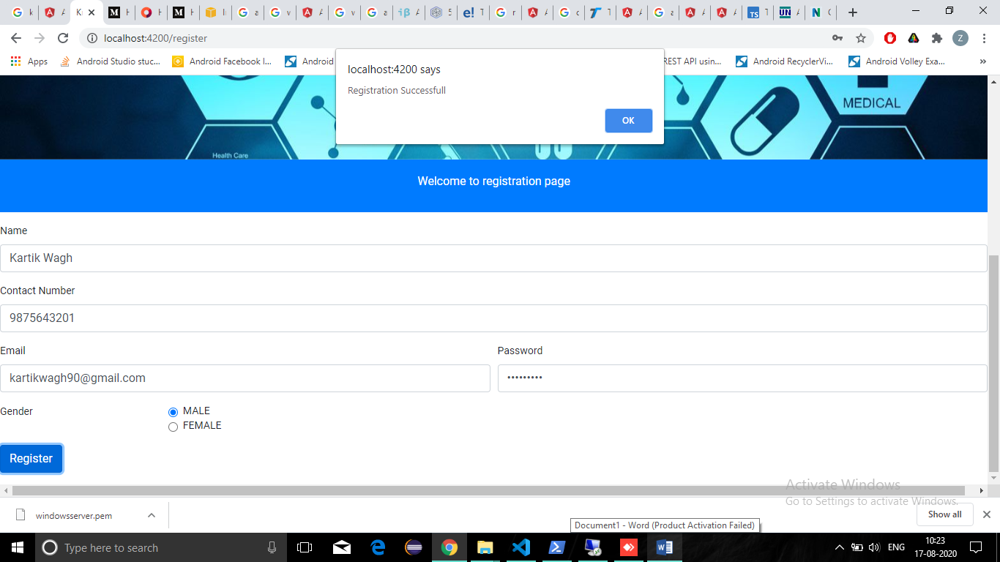 localhost:4200/register
Apps
Android Studio stuc...
Android Facebook I...
Android
REST API usin...
Android RecyclerVi...
Android Volley Exa...
localhost:4200 says
Registration Successfull
OK
MEDICAL
Health Care
Welcome to registration page
Name
Kartik Wagh
Contact Number
9875643201
Email
Password
kartikwagh90@gmail.com
Gender
MALE
FEMALE
Register
Activate Windows
Go to Settings to activate Windows.
windowsserver.pem
Show all
Document1 - Word (Product Activation Failed)
Type here to search
ENG
10:23
17-08-2020